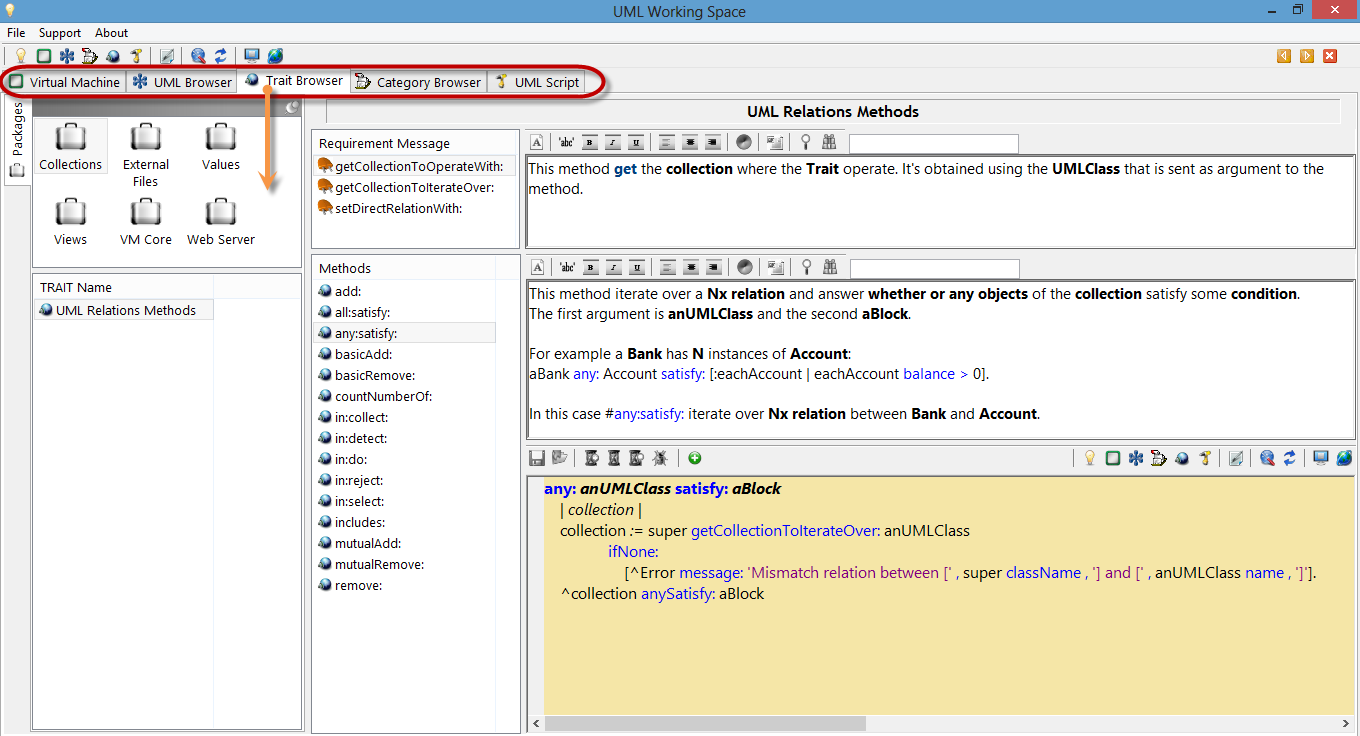 UML Working Space
File Support About
Virtual Machine UML Browser Trait Browser Category Browser UML Script
Packages
Collections External Files Values
Views VM Core Web Server
TRAIT Name
UML Relations Methods
Requirement Message
getCollectionToOperateWith:
getCollectionToIterateOver:
setDirectRelationWith:
Methods
add:
all:satisfy:
any:satisfy:
basicAdd:
basicRemove:
countNumberOf:
in:collect:
in:detect:
in:do:
in:reject:
in:select:
includes:
mutualAdd:
mutualRemove:
remove:
UML Relations Methods
A 'abc' B I U
This method get the collection where the Trait operate. It's obtained using the UMLClass that is sent as argument to the
method.
A 'abc' B I U
This method iterate over a Nx relation and answer whether or any objects of the collection satisfy some condition.
The first argument is anUMLClass and the second aBlock.
For example a Bank has N instances of Account:
aBank any: Account satisfy: [:eachAccount | eachAccount balance > 0].
In this case #any:satisfy: iterate over Nx relation between Bank and Account.
any: anUMLClass satisfy: aBlock
| collection |
collection := super getCollectionToIterateOver: anUMLClass
ifNone:
[^Error message: 'Mismatch relation between [' , super className , '] and [' , anUMLClass name , ']'].
^collection anySatisfy: aBlock